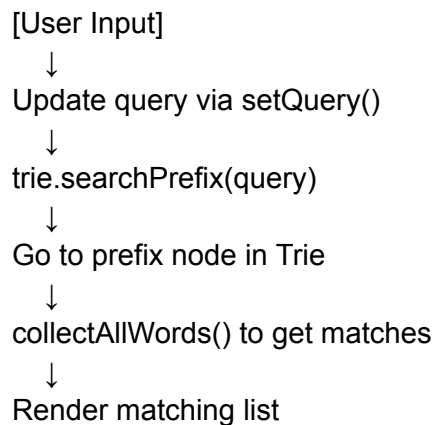 [User Input]
↓
Update query via setQuery()
↓
trie.searchPrefix(query)
↓
Go to prefix node in Trie
↓
collectAllWords() to get matches
↓
Render matching list